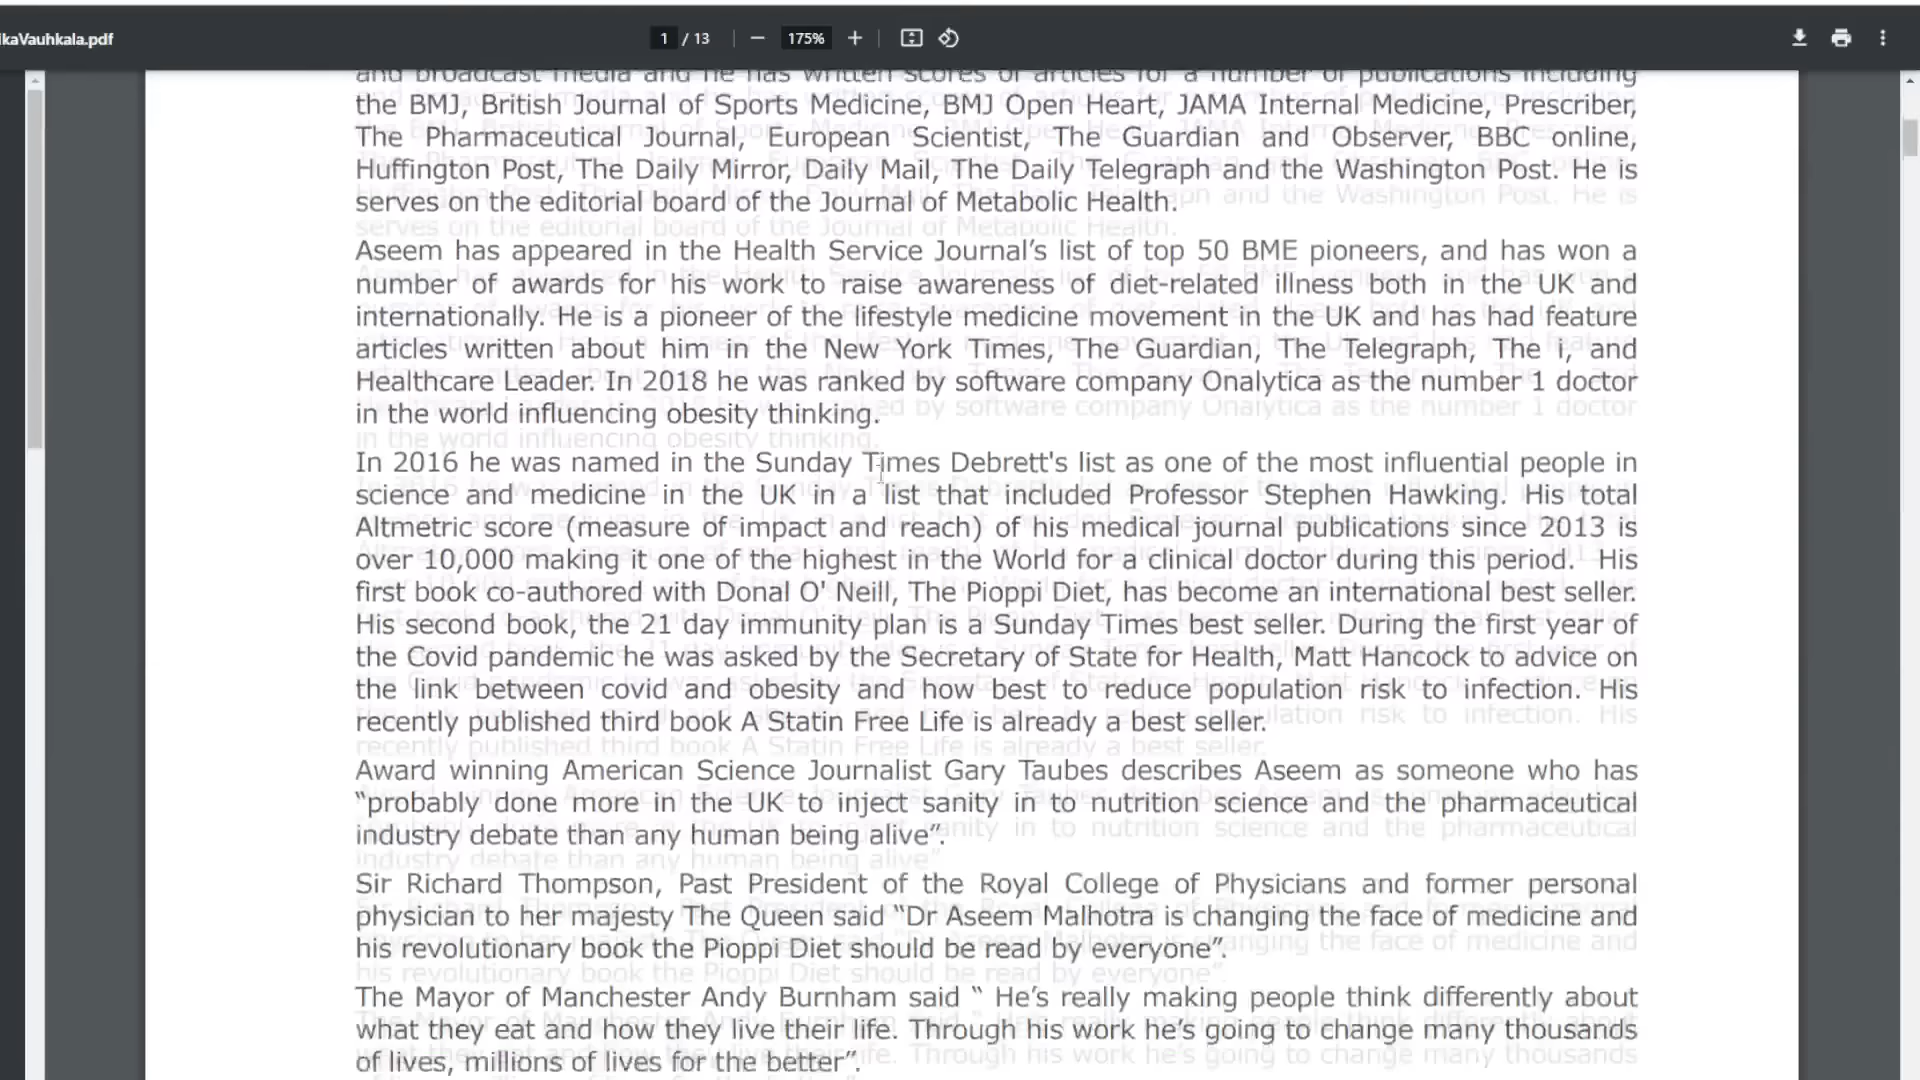 lkaVauhkala.pdf
1 / 13
175%
and broadcast media and he has written scores of articles for a number of publications including
the BMJ, British Journal of Sports Medicine, BMJ Open Heart, JAMA Internal Medicine, Prescriber,
The Pharmaceutical Journal, European Scientist, The Guardian and Observer, BBC online,
Huffington Post, The Daily Mirror, Daily Mail, The Daily Telegraph and the Washington Post. He is
serves on the editorial board of the Journal of Metabolic Health.
Aseem has appeared in the Health Service Journal’s list of top 50 BME pioneers, and has won a
number of awards for his work to raise awareness of diet-related illness both in the UK and
internationally. He is a pioneer of the lifestyle medicine movement in the UK and has had feature
articles written about him in the New York Times, The Guardian, The Telegraph, The i, and
Healthcare Leader. In 2018 he was ranked by software company Onalytica as the number 1 doctor
in the world influencing obesity thinking.
In 2016 he was named in the Sunday Times Debrett's list as one of the most influential people in
science and medicine in the UK in a list that included Professor Stephen Hawking. His total
Altmetric score (measure of impact and reach) of his medical journal publications since 2013 is
over 10,000 making it one of the highest in the World for a clinical doctor during this period. His
first book co-authored with Donal O' Neill, The Pioppi Diet, has become an international best seller.
His second book, the 21 day immunity plan is a Sunday Times best seller. During the first year of
the Covid pandemic he was asked by the Secretary of State for Health, Matt Hancock to advice on
the link between covid and obesity and how best to reduce population risk to infection. His
recently published third book A Statin Free Life is already a best seller.
Award winning American Science Journalist Gary Taubes describes Aseem as someone who has
“probably done more in the UK to inject sanity in to nutrition science and the pharmaceutical
industry debate than any human being alive”.
Sir Richard Thompson, Past President of the Royal College of Physicians and former personal
physician to her majesty The Queen said “Dr Aseem Malhotra is changing the face of medicine and
his revolutionary book the Pioppi Diet should be read by everyone”.
The Mayor of Manchester Andy Burnham said “ He’s really making people think differently about
what they eat and how they live their life. Through his work he’s going to change many thousands
of lives, millions of lives for the better”.